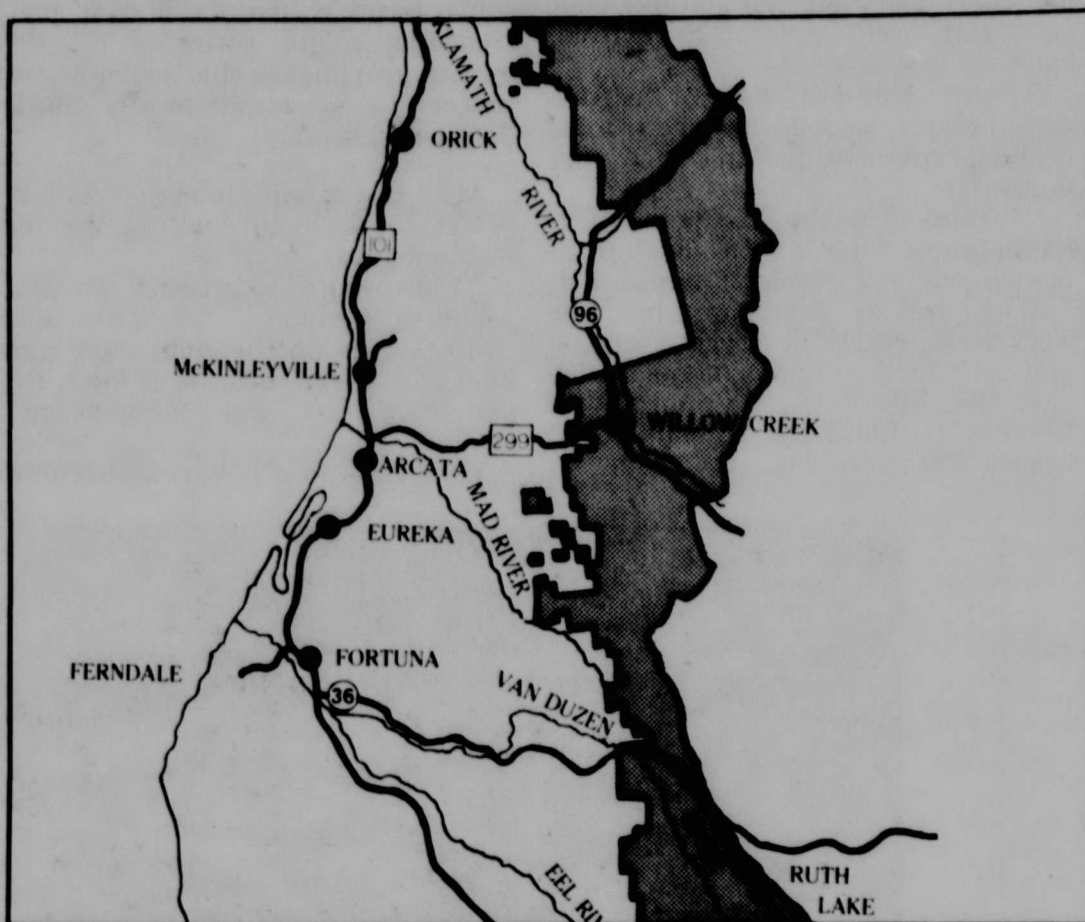 KLAMATH
RIVER
ORICK
101
96
McKINLEYVILLE
WILLOW CREEK
299
ARCATA
MAD RIVER
EUREKA
FERNDALE
FORTUNA
36
VAN DUZEN
EEL RIV
RUTH
LAKE